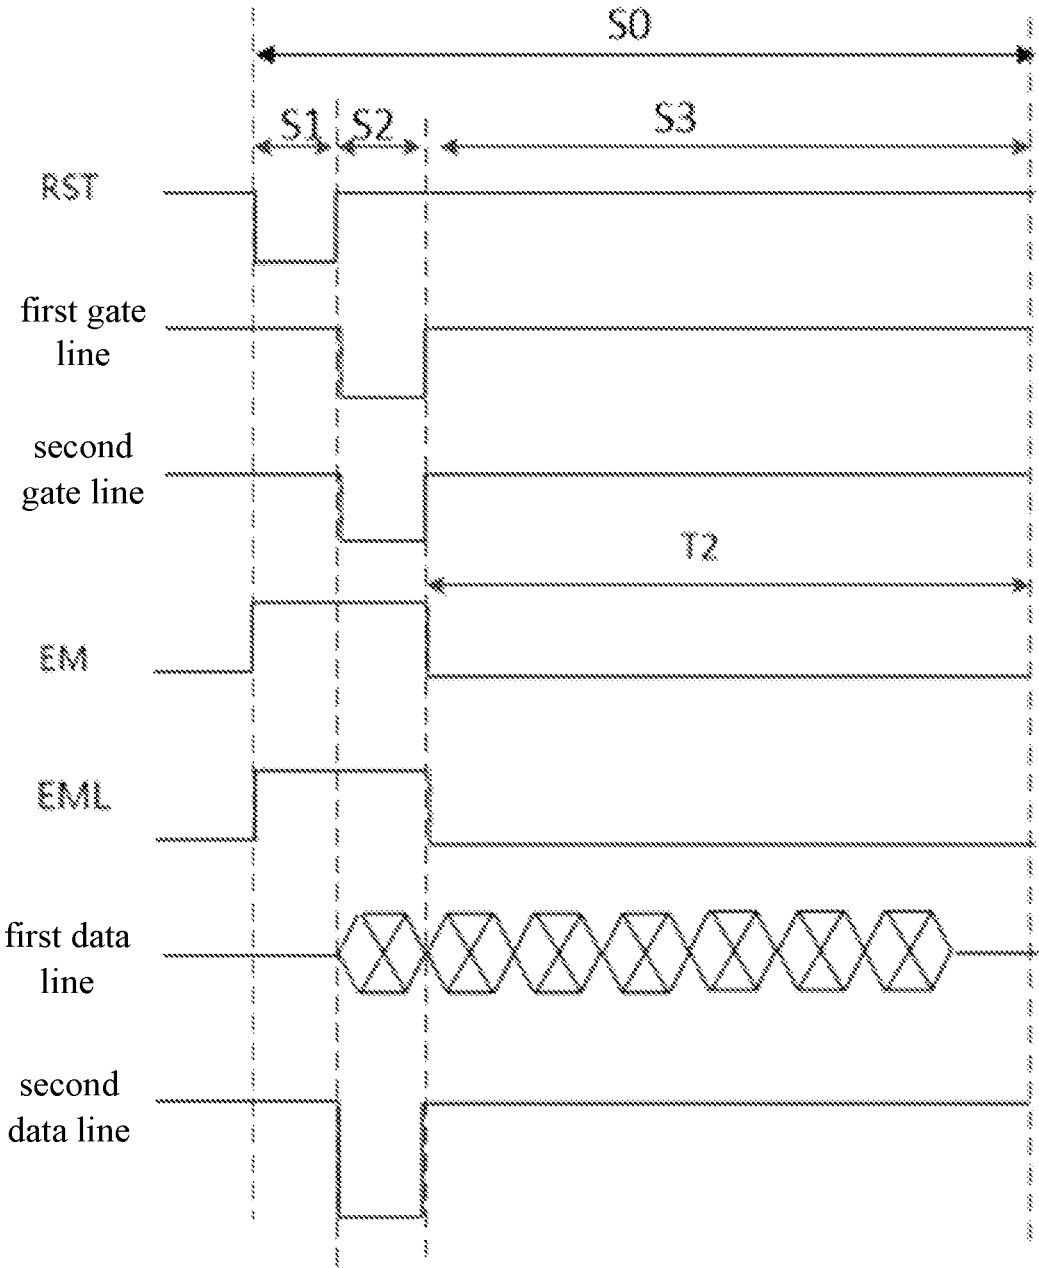 S0
S1 S2 S3
RST
first gate
line
second
gate line
T2
EM
EML
first data
line
second
data line